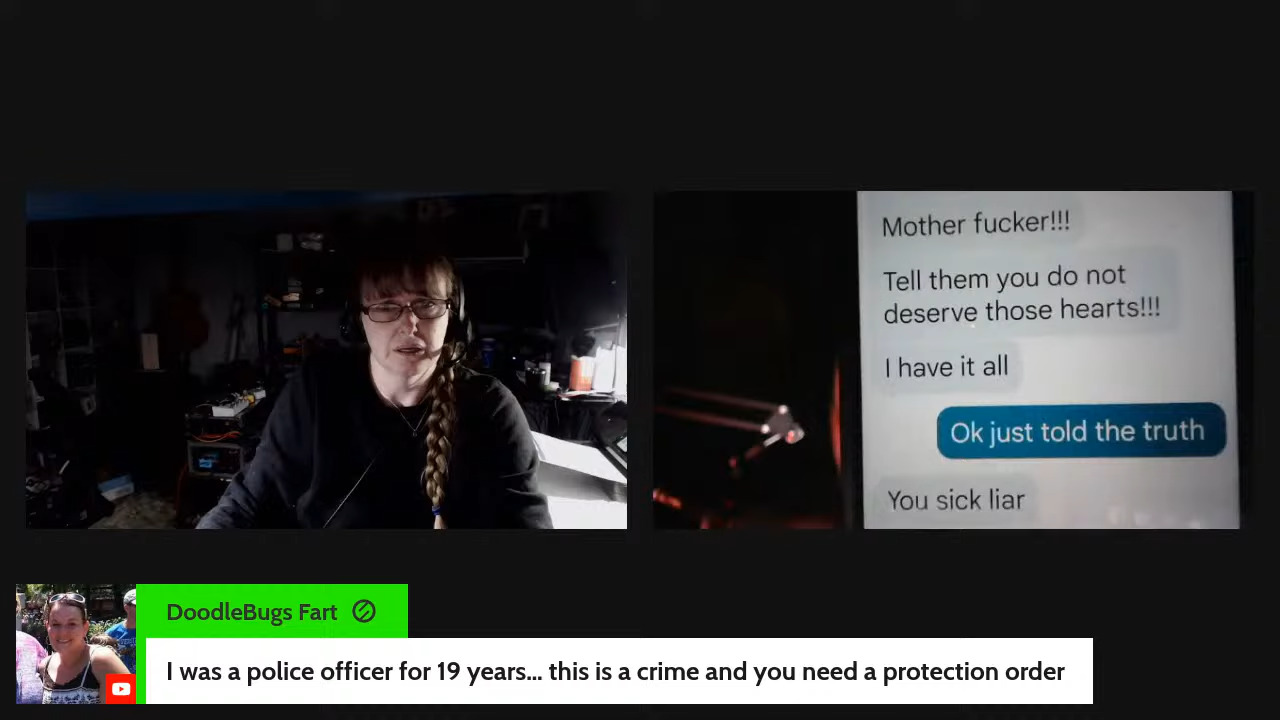 Mother fucker!!!
Tell them you do not
deserve those hearts!!!
I have it all
Ok just told the truth
You sick liar
DoodleBugs Fart
I was a police officer for 19 years... this is a crime and you need a protection order